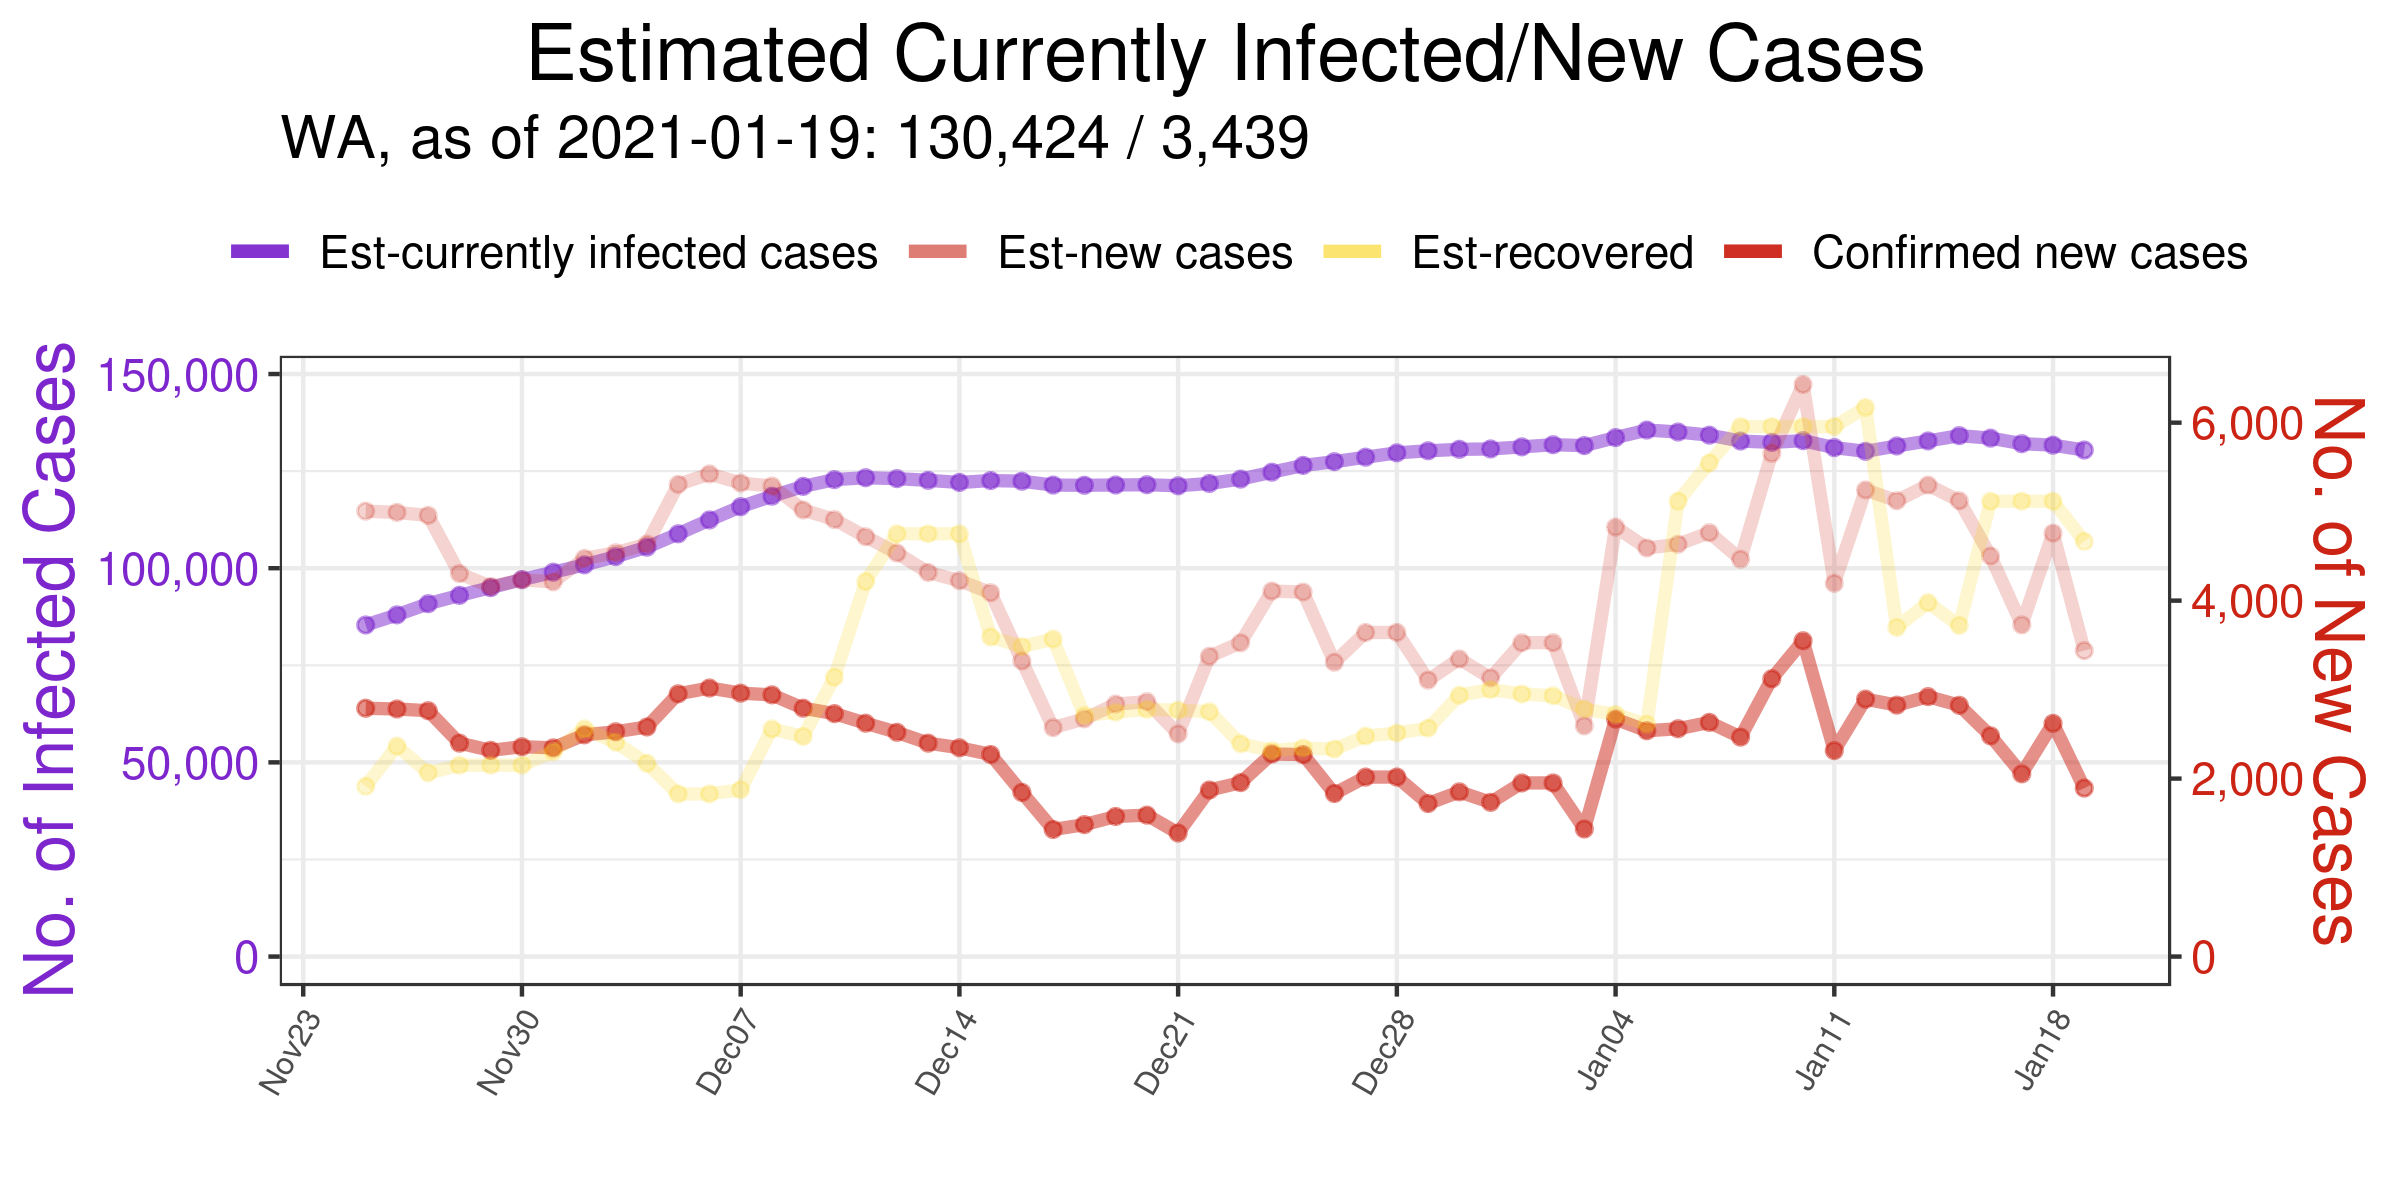 Estimated Currently Infected/New Cases
WA, as of 2021-01-19: 130,424 / 3,439
Est-currently infected cases Est-new cases Est-recovered Confirmed new cases
No. of Infected Cases
150,000
100,000
50,000
0
6,000
4,000
2,000
0
No. of New Cases
Nov23 Nov30 Dec07 Dec14 Dec21 Dec28 Jan04 Jan11 Jan18